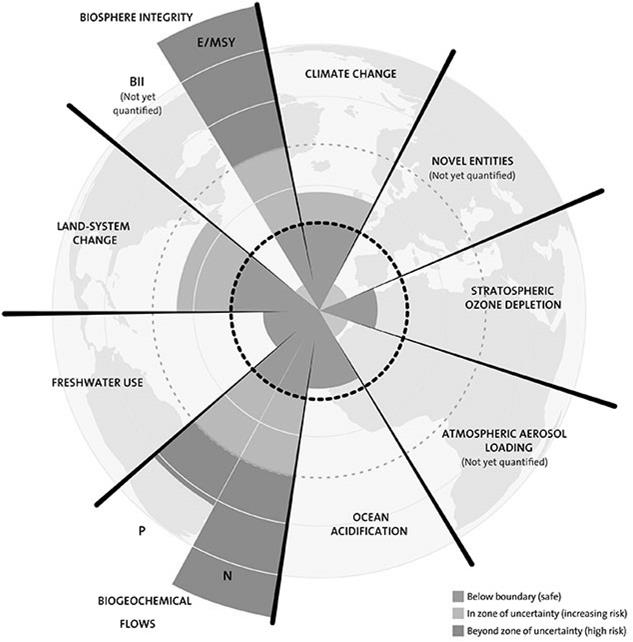 BIOSPHERE INTEGRITY
E/MSY
BII
(Not yet
quantified)
CLIMATE CHANGE
NOVEL ENTITIES
(Not yet quantified)
LAND-SYSTEM
CHANGE
STRATOSPHERIC
OZONE DEPLETION
FRESHWATER USE
ATMOSPHERIC AEROSOL
LOADING
(Not yet quantified)
OCEAN
ACIDIFICATION
P
N
BIOGEOCHEMICAL
FLOWS
Below boundary (safe)
In zone of uncertainty (increasing risk)
Beyond zone of uncertainty (high risk)